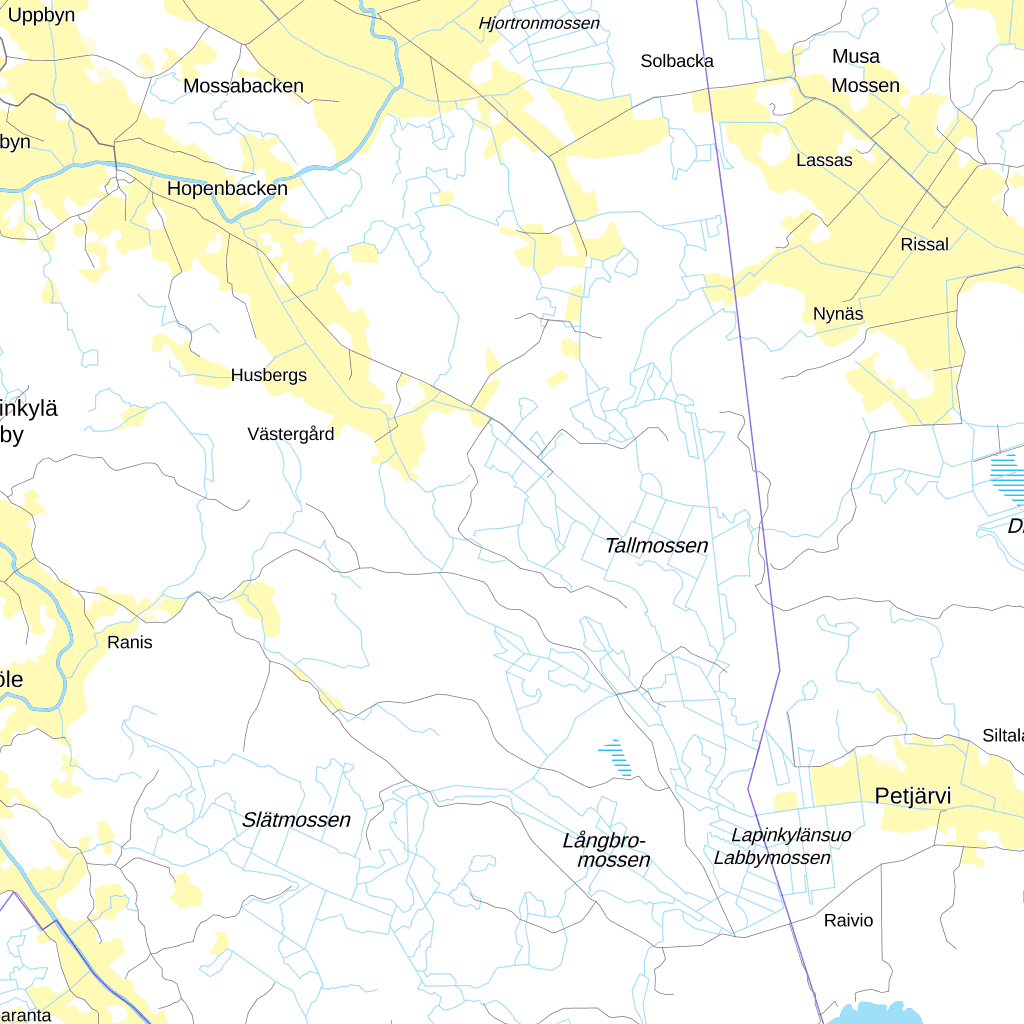 Uppbyn
Hjortronmossen
Solbacka
Musa
Mossen
Mossabacken
byn
Lassas
Hopenbacken
Rissal
Nynäs
Husbergs
inkylä
by
Västergård
Tallmossen
Ranis
öle
Siltala
Petjärvi
Slätmossen
Långbro-
mossen
Lapinkylänsuo
Labbymossen
Raivio
aranta